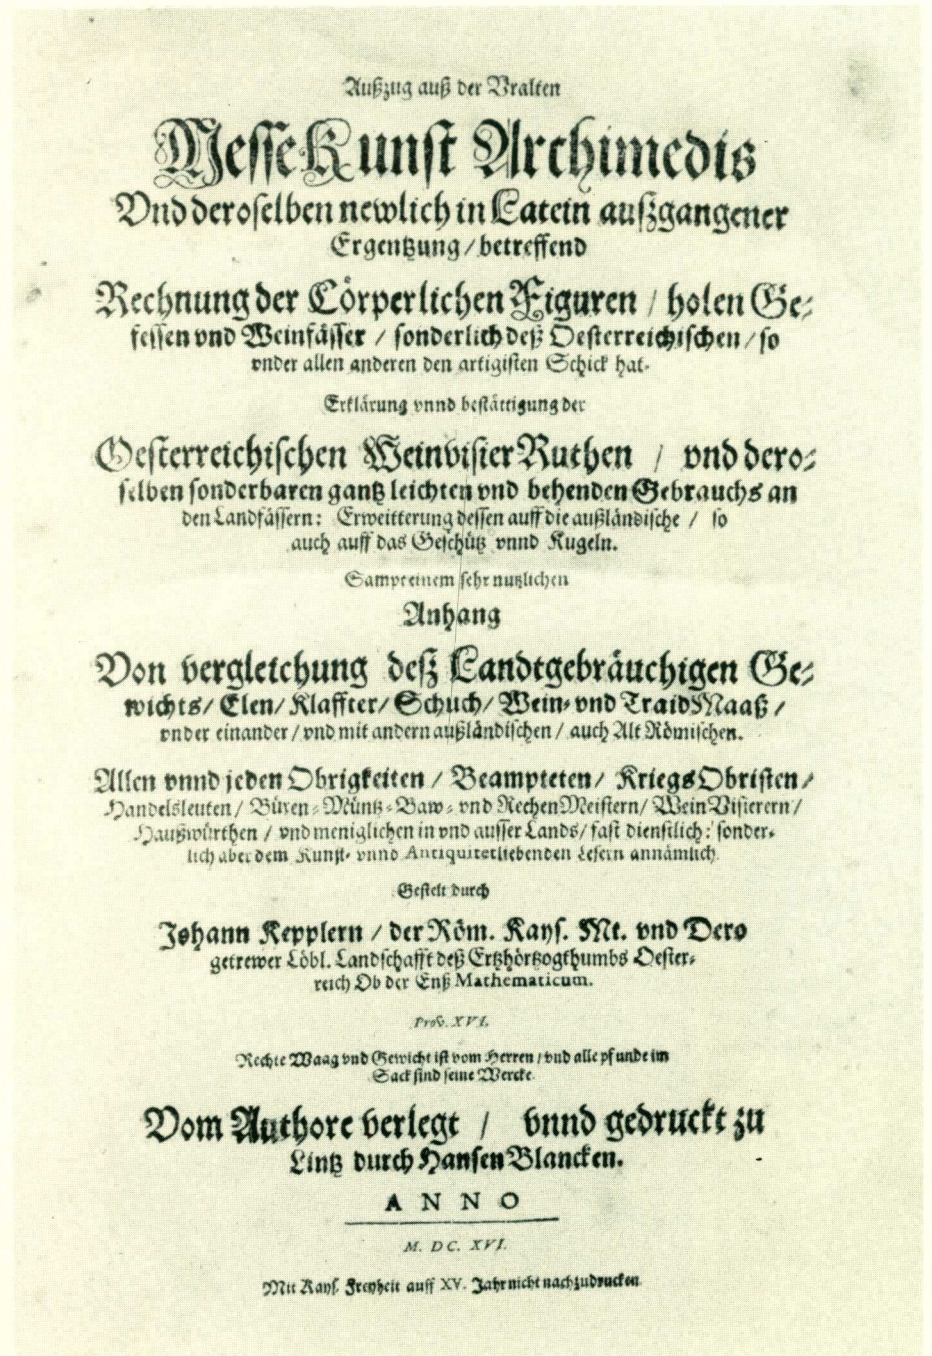 Außzug auß der Vralten
MesseKunst Archimedis
Vnd deroselben newlich in Latein außgangener
Ergentzung / betreffend
Rechnung der Cörperlichen Figuren / holen Ge⸗
fessen vnd Weinfässer / sonderlich deß Oesterreichischen / so
vnder allen anderen den artigisten Schick hat.
Erklärung vnnd bestättigung der
Oesterreichischen WeinvisierRuthen / vnd dero⸗
selben sonderbaren gantz leichten vnd behenden Gebrauchs an
den Landfässern: Erweitterung dessen auff die außländische / so
auch auff das Geschütz vnnd Kugeln.
Sampt einem sehr nutzlichen
Anhang
Von vergleichung deß Landtgebräuchigen Ge⸗
wichts / Elen / Klaffter / Schuch / Wein⸗ vnd TraidMaaß /
vnder einander / vnd mit andern außländischen / auch Alt Römischen.
Allen vnnd jeden Obrigkeiten / Beampteten / KriegsObristen /
Handelsleuten / Büxen⸗ Müntz⸗ Baw⸗ vnd RechenMeistern / WeinVisierern /
Haußwürthen / vnd meniglichen in vnd ausser Lands / fast dienstlich: sonder⸗
lich aber dem Kunst⸗ vnnd Antiquitetliebenden Lesern annämlich.
Gestelt durch
Johann Kepplern / der Röm. Kays. Mt. vnd Dero
getrewer Löbl. Landschafft deß Ertzhörtzogthumbs Oester⸗
reich Ob der Enß Mathematicum.
Prov. XVI.
Rechte Waag vnd Gewicht ist vom Herren / vnd alle pfunde im
Sack sind seine Wercke.
Vom Authore verlegt / vnnd gedruckt zu
Lintz durch Hansen Blancken.
ANNO
M. DC. XVI.
Mit Kays. Freyheit auff XV. Jahr nicht nachzudrucken.